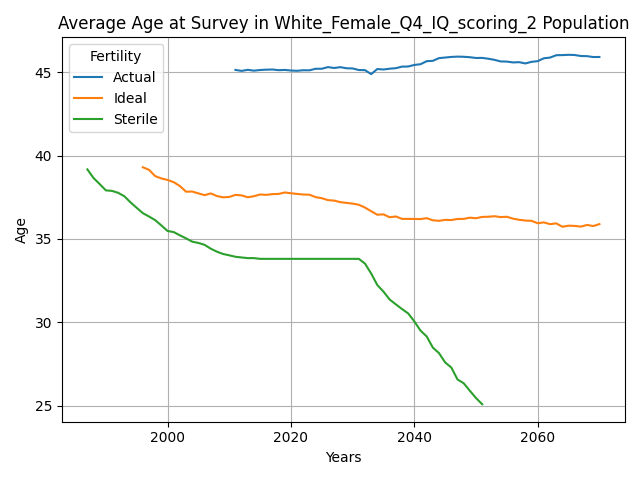 Average Age at Survey in White_Female_Q4_IQ_scoring_2 Population
Fertility
Actual
Ideal
Sterile
Age
45
40
35
30
25
2000
2020
2040
2060
Years